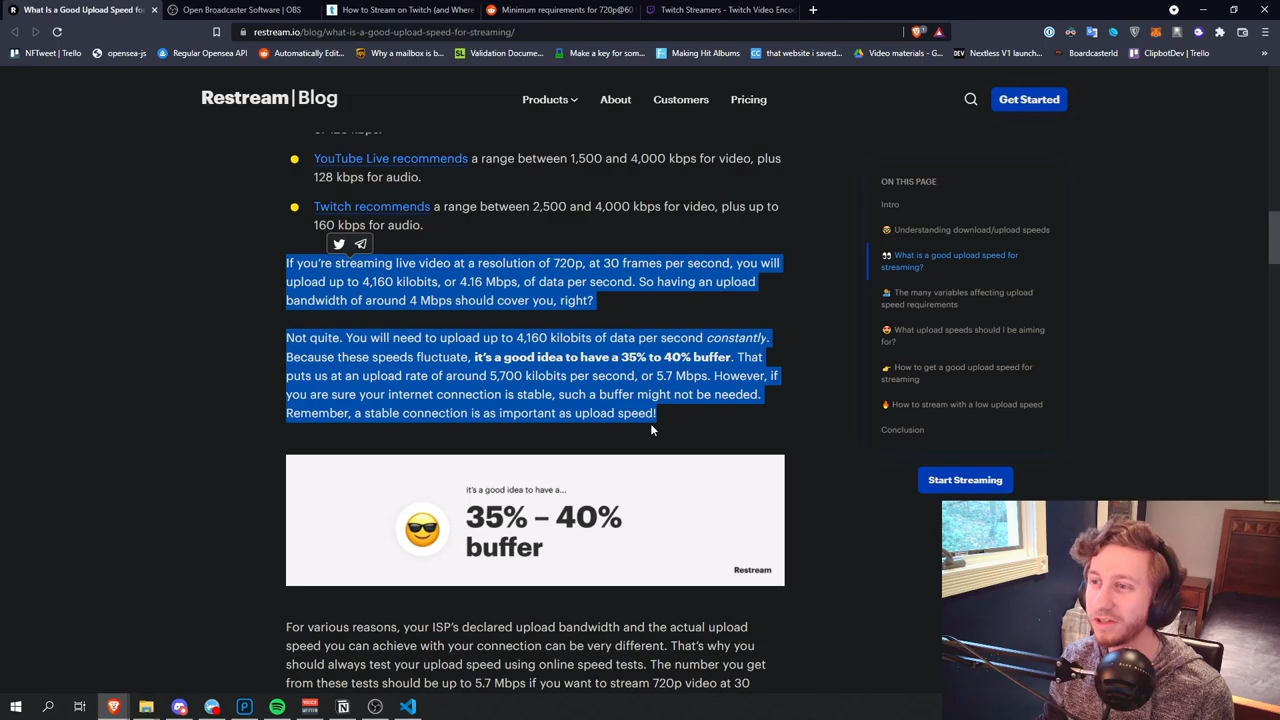 What Is a Good Upload Speed for
Open Broadcaster Software | OBS
How to Stream on Twitch (and Where
Minimum requirements for 720p@60
Twitch Streamers - Twitch Video Enco
restream.io/blog/what-is-a-good-upload-speed-for-streaming/
NFTweet | Trello
opensea-js
Regular Opensea API
Automatically Edit...
Why a mailbox is b...
Validation Docume...
Make a key for som...
Making Hit Albums
that website i saved...
Video materials - G...
Nextless V1 launch...
BoardcasterId
ClipbotDev | Trello
Restream | Blog
Products
About
Customers
Pricing
Get Started
YouTube Live recommends a range between 1,500 and 4,000 kbps for video, plus
128 kbps for audio.
Twitch recommends a range between 2,500 and 4,000 kbps for video, plus up to
160 kbps for audio.
If you're streaming live video at a resolution of 720p, at 30 frames per second, you will
upload up to 4,160 kilobits, or 4.16 Mbps, of data per second. So having an upload
bandwidth of around 4 Mbps should cover you, right?
Not quite. You will need to upload up to 4,160 kilobits of data per second constantly.
Because these speeds fluctuate, it's a good idea to have a 35% to 40% buffer. That
puts us at an upload rate of around 5,700 kilobits per second, or 5.7 Mbps. However, if
you are sure your internet connection is stable, such a buffer might not be needed.
Remember, a stable connection is as important as upload speed!
it's a good idea to have a...
35% – 40%
buffer
Restream
For various reasons, your ISP's declared upload bandwidth and the actual upload
speed you can achieve with your connection can be very different. That's why you
should always test your upload speed using online speed tests. The number you get
from these tests should be up to 5.7 Mbps if you want to stream 720p video at 30
ON THIS PAGE
Intro
Understanding download/upload speeds
What is a good upload speed for
streaming?
The many variables affecting upload
speed requirements
What upload speeds should I be aiming
for?
How to get a good upload speed for
streaming
How to stream with a low upload speed
Conclusion
Start Streaming